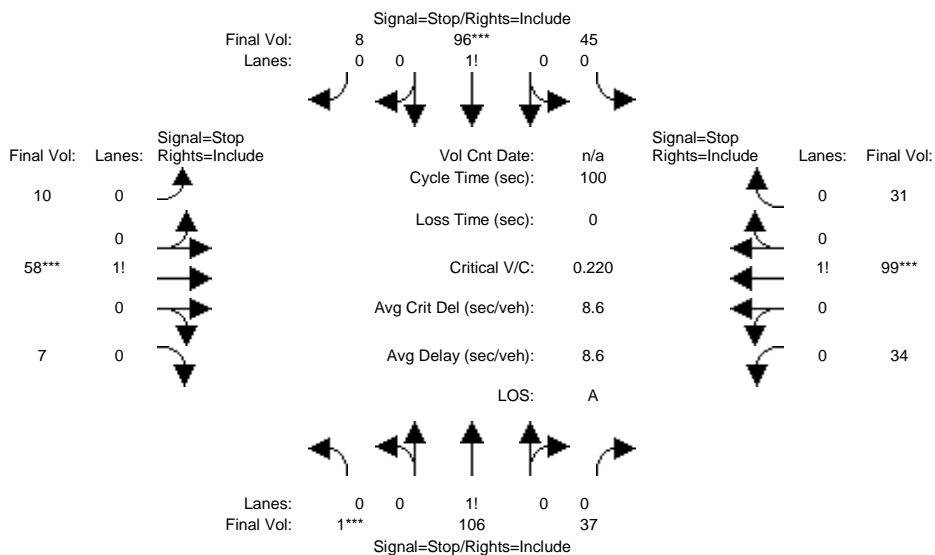 Signal=Stop/Rights=Include
Final Vol: 8 96*** 45
Lanes: 0 0 1! 0 0
Signal=Stop
Final Vol: Lanes: Rights=Include
Vol Cnt Date: n/a
Signal=Stop
Rights=Include Lanes: Final Vol:
Cycle Time (sec): 100
10 0
0 31
Loss Time (sec): 0
0
0
58*** 1!
Critical V/C: 0.220
1! 99***
0
Avg Crit Del (sec/veh): 8.6
0
7 0
Avg Delay (sec/veh): 8.6
0 34
LOS: A
Lanes: 0 0 1! 0 0
Final Vol: 1*** 106 37
Signal=Stop/Rights=Include